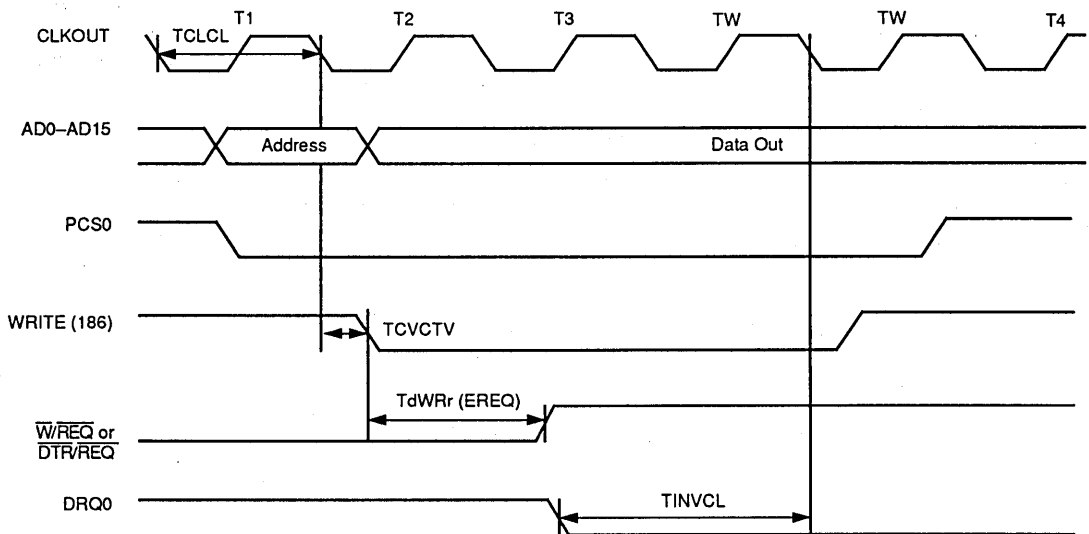 T1 T2 T3 TW TW T4
CLKOUT TCLCL
AD0–AD15 Address Data Out
PCS0
WRITE (186) TCVCTV
TdWRr (EREQ)
W/REQ or
DTR/REQ
DRQ0 TINVCL